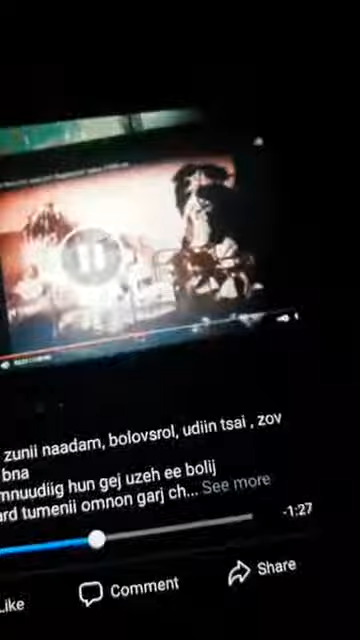 zunii naadam, bolovsrol, udiin tsai , zov
bna
mnuudiig hun gej uzeh ee bolij
ard tumenii omnon garj ch... See more
-1:27
Like
Comment
Share